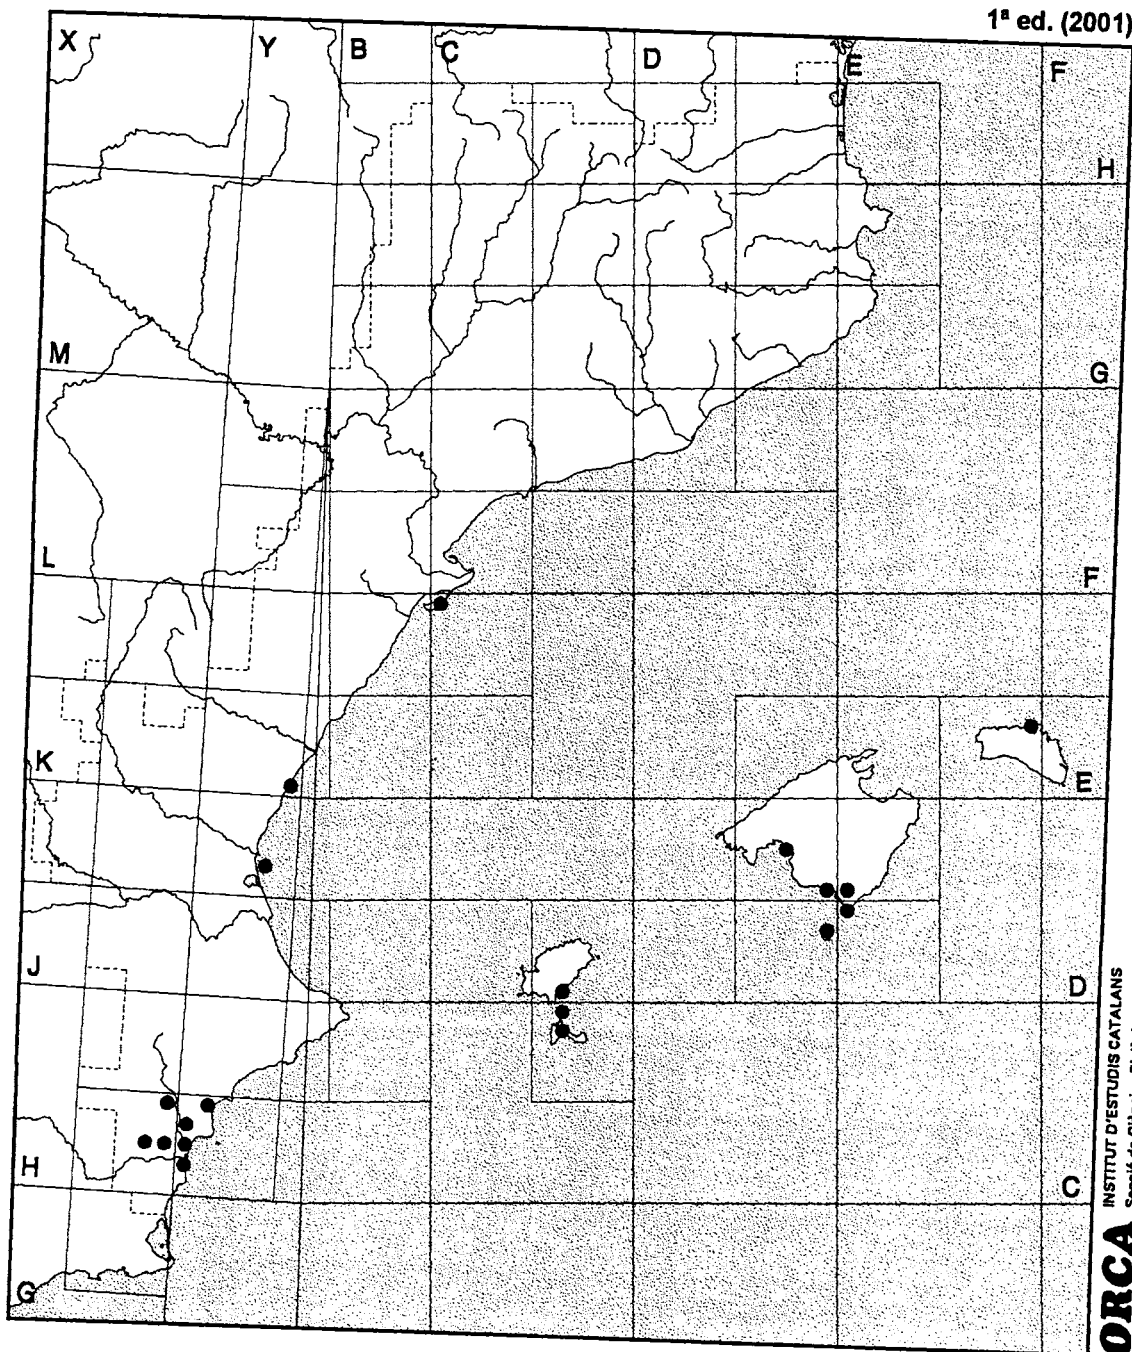 1ª ed. (2001)
X Y B C D E F
H
M G
L F
K E
J D
H C
G
ORCA INSTITUT D'ESTUDIS CATALANS